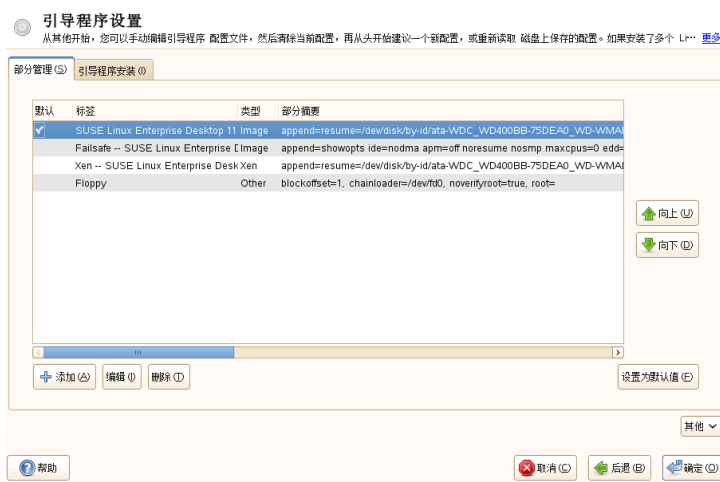 引导程序设置
从其他开始，您可以手动编辑引导程序 配置文件，然后清除当前配置，再从头开始建议一个新配置，或重新读取 磁盘上保存的配置。如果安装了多个 Li… 更多
部分管理(S) 引导程序安装(I)
默认 标签 类型 部分摘要
SUSE Linux Enterprise Desktop 11 Image append=resume=/dev/disk/by-id/ata-WDC_WD400BB-75DEA0_WD-WMA
Failsafe -- SUSE Linux Enterprise D Image append=showopts ide=nodma apm=off noresume nosmp maxcpus=0 edd=
Xen -- SUSE Linux Enterprise Desk Xen append=resume=/dev/disk/by-id/ata-WDC_WD400BB-75DEA0_WD-WMA
Floppy Other blockoffset=1, chainloader=/dev/fd0, noverifyroot=true, root=
向上(U)
向下(D)
添加(A) 编辑(I) 删除(T) 设置为默认值(F)
其他
帮助 取消(C) 后退(B) 确定(O)